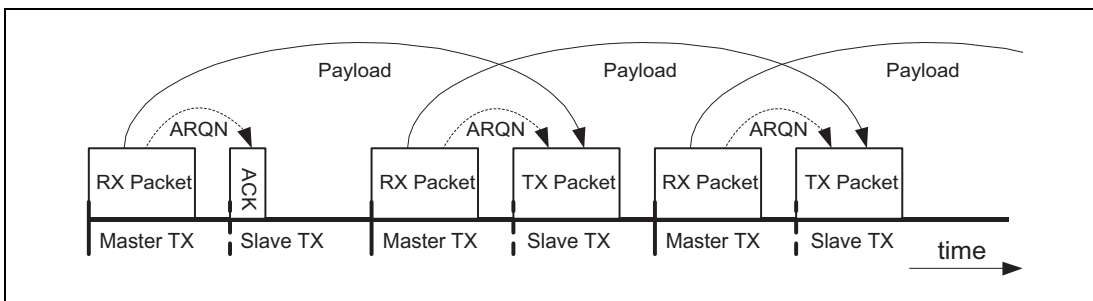 Payload Payload Payload
ARQN ARQN ARQN
RX Packet ACK RX Packet TX Packet RX Packet TX Packet
Master TX Slave TX Master TX Slave TX Master TX Slave TX
time